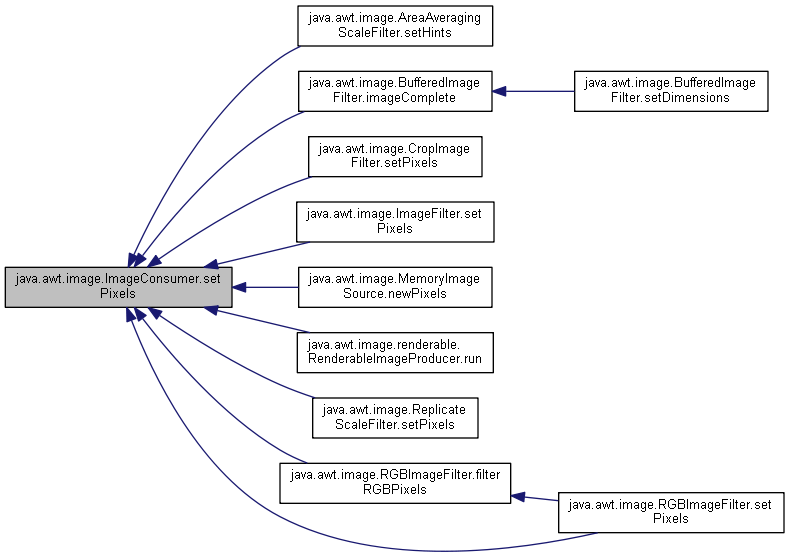 java.awt.image.AreaAveraging
ScaleFilter.setHints
java.awt.image.BufferedImage
Filter.imageComplete
java.awt.image.BufferedImage
Filter.setDimensions
java.awt.image.CropImage
Filter.setPixels
java.awt.image.ImageFilter.set
Pixels
java.awt.image.ImageConsumer.set
Pixels
java.awt.image.MemoryImage
Source.newPixels
java.awt.image.renderable.
RenderableImageProducer.run
java.awt.image.Replicate
ScaleFilter.setPixels
java.awt.image.RGBImageFilter.filter
RGBPixels
java.awt.image.RGBImageFilter.set
Pixels